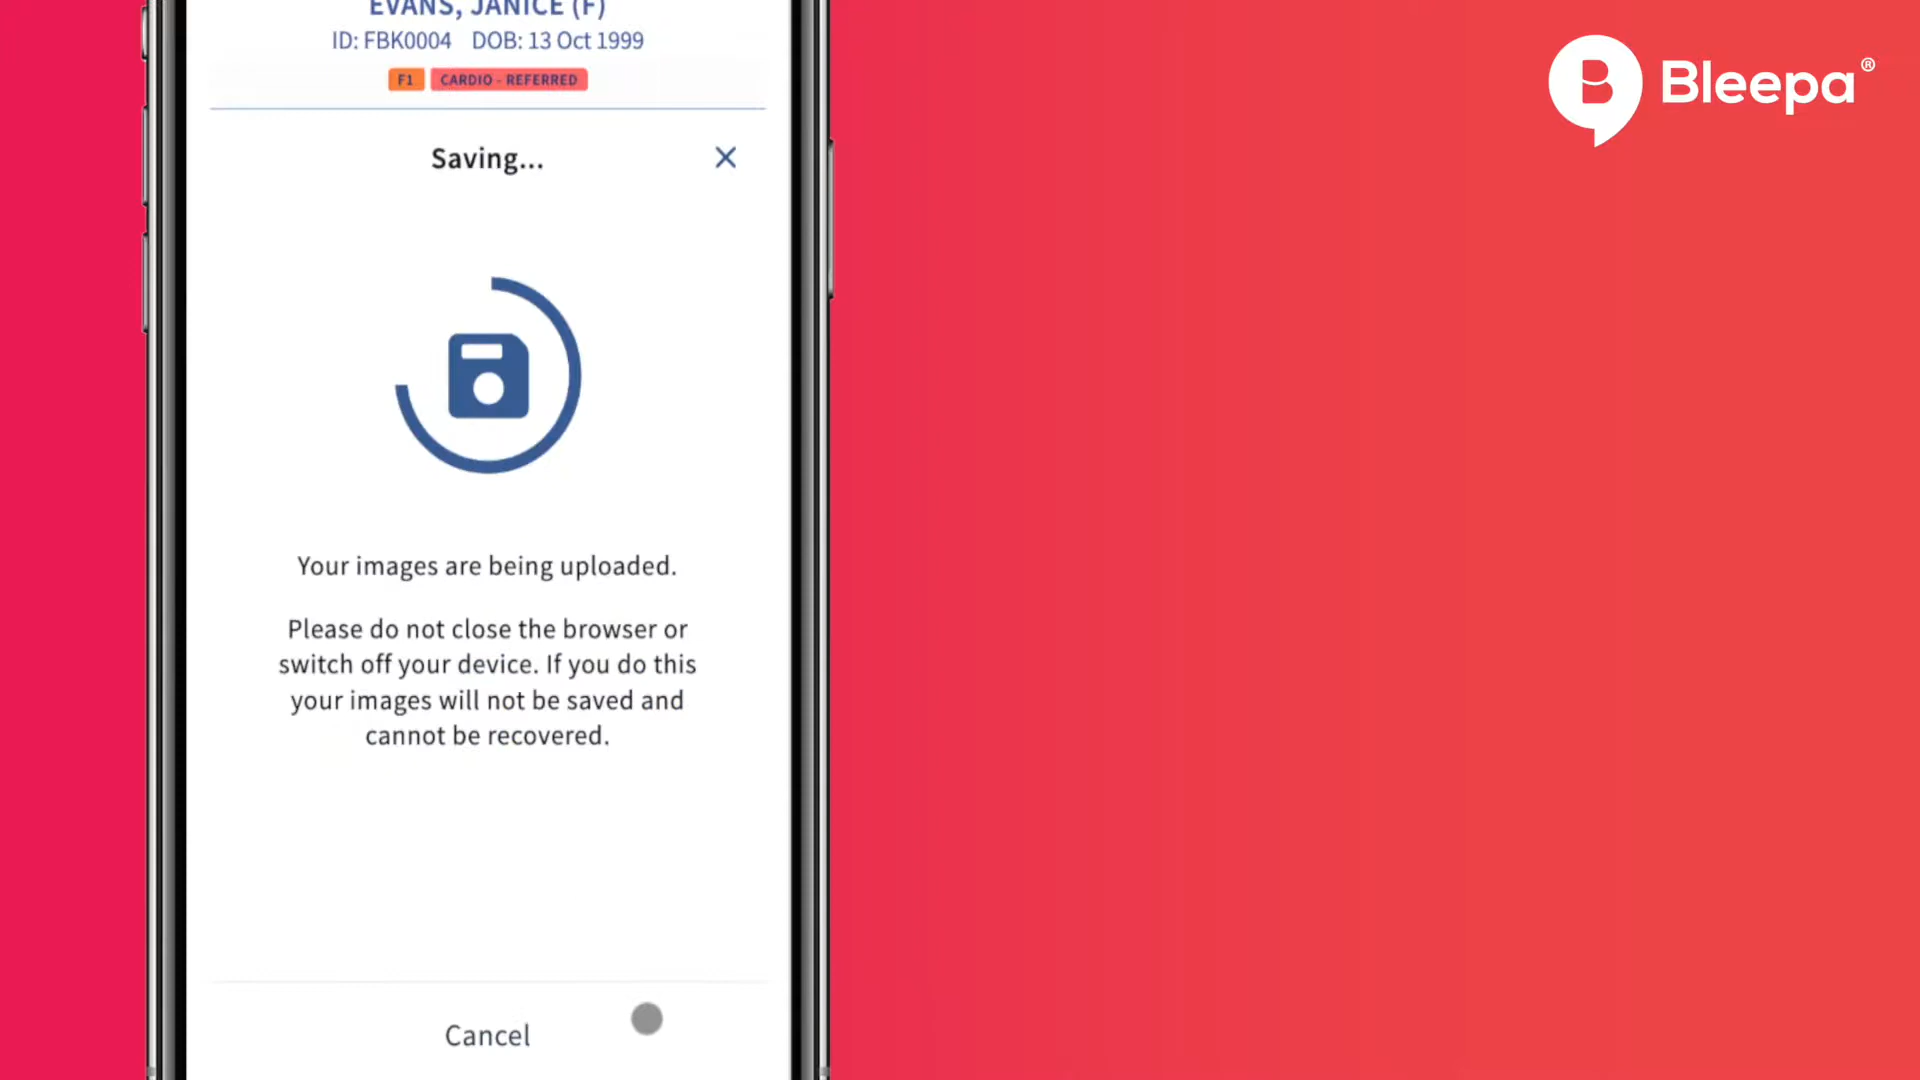 EVANS, JANICE (F)
ID: FBK0004 DOB: 13 Oct 1999
F1 CARDIO - REFERRED
Saving...
Your images are being uploaded.
Please do not close the browser or
switch off your device. If you do this
your images will not be saved and
cannot be recovered.
Cancel
B Bleepa®